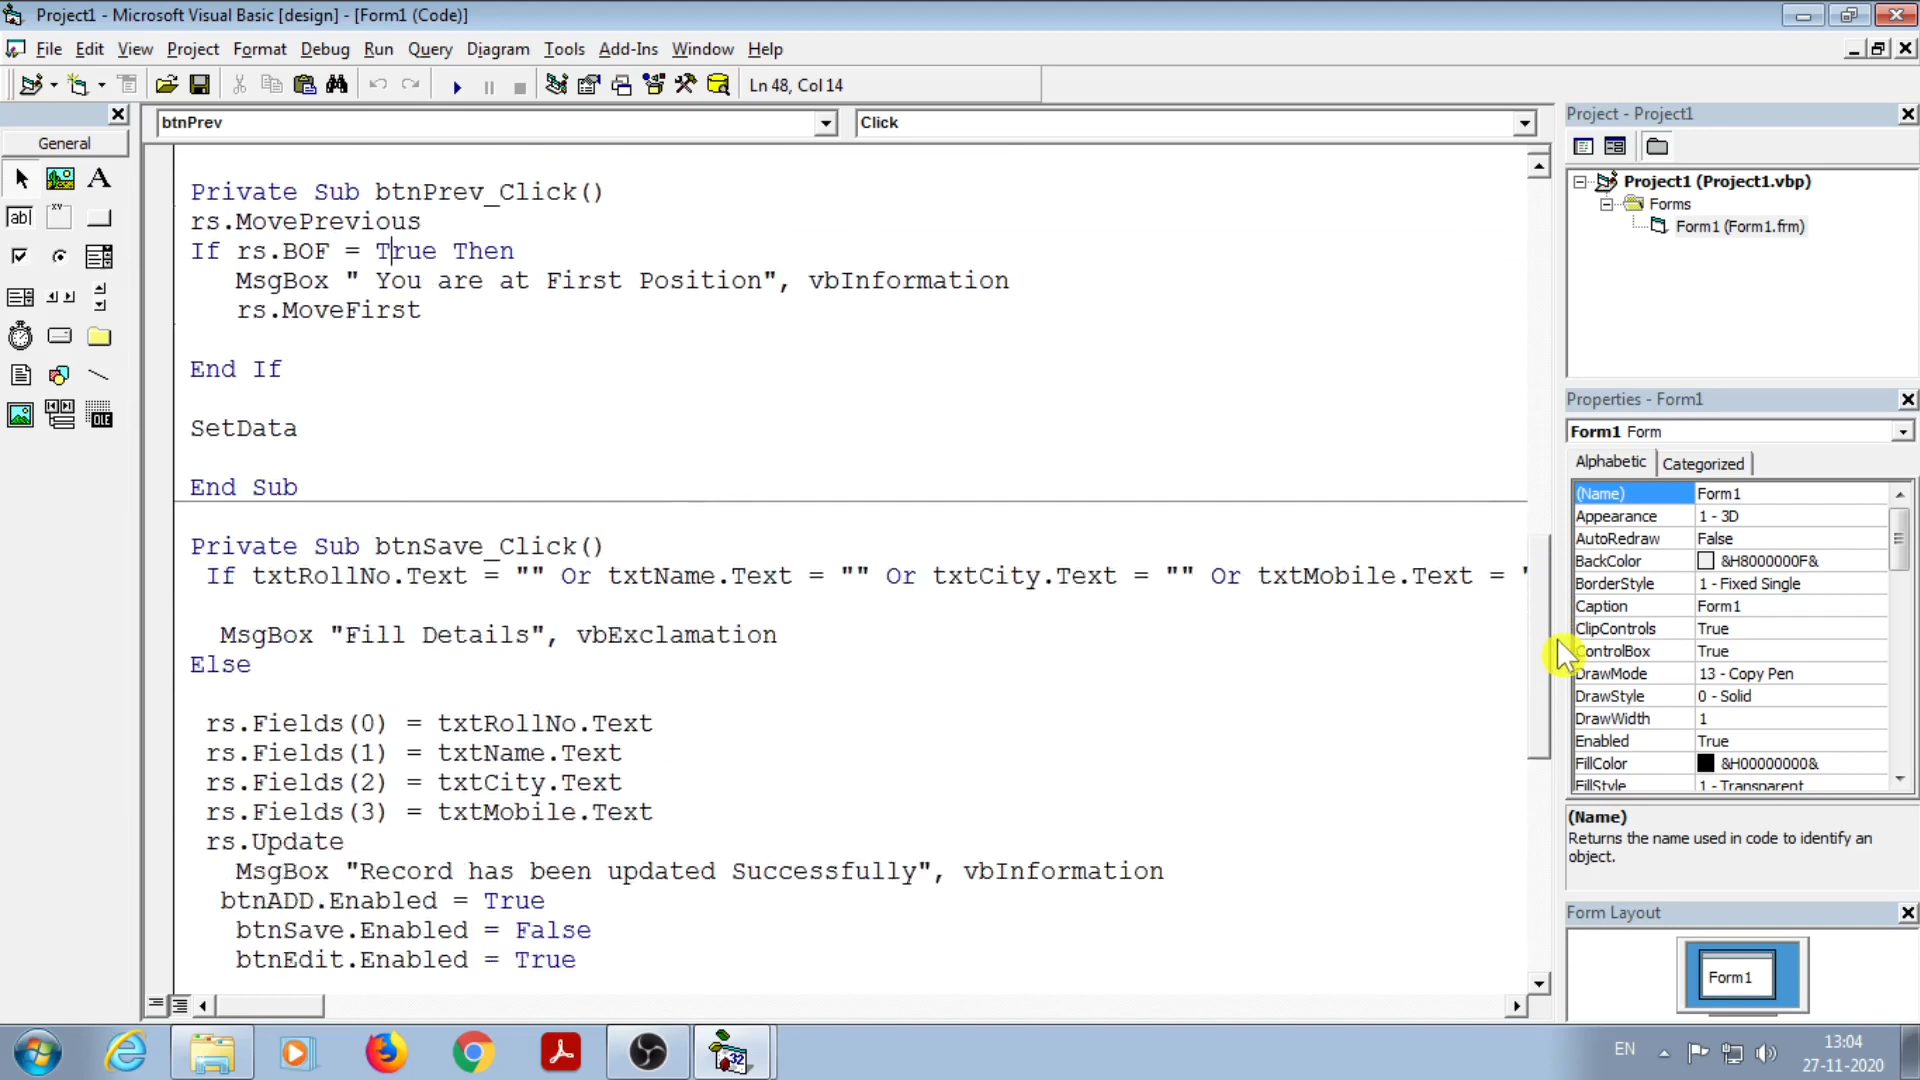 Project1 - Microsoft Visual Basic [design] - [Form1 (Code)]
File Edit View Project Format Debug Run Query Diagram Tools Add-Ins Window Help
Ln 48, Col 14
General
btnPrev
Click
Private Sub btnPrev_Click()
rs.MovePrevious
If rs.BOF = True Then
MsgBox " You are at First Position", vbInformation
rs.MoveFirst
End If
SetData
End Sub
Private Sub btnSave_Click()
If txtRollNo.Text = "" Or txtName.Text = "" Or txtCity.Text = "" Or txtMobile.Text = "
MsgBox "Fill Details", vbExclamation
Else
rs.Fields(0) = txtRollNo.Text
rs.Fields(1) = txtName.Text
rs.Fields(2) = txtCity.Text
rs.Fields(3) = txtMobile.Text
rs.Update
MsgBox "Record has been updated Successfully", vbInformation
btnADD.Enabled = True
btnSave.Enabled = False
btnEdit.Enabled = True
Project - Project1
Project1 (Project1.vbp)
Forms
Form1 (Form1.frm)
Properties - Form1
Form1 Form
Alphabetic Categorized
(Name) Form1
Appearance 1 - 3D
AutoRedraw False
BackColor &H8000000F&
BorderStyle 1 - Fixed Single
Caption Form1
ClipControls True
ControlBox True
DrawMode 13 - Copy Pen
DrawStyle 0 - Solid
DrawWidth 1
Enabled True
FillColor &H00000000&
FillStyle 1 - Transparent
(Name)
Returns the name used in code to identify an
object.
Form Layout
Form1
EN
13:04
27-11-2020